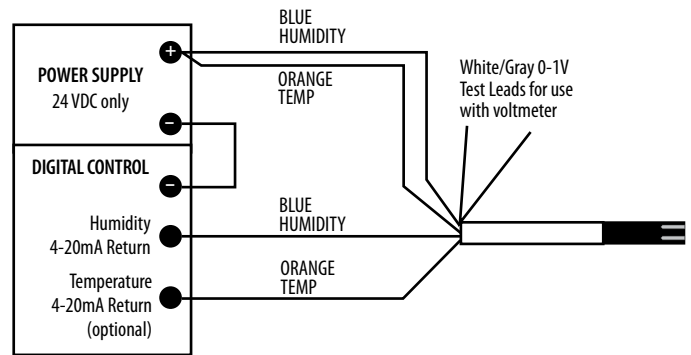 BLUE
HUMIDITY
+
POWER SUPPLY
24 VDC only
ORANGE
TEMP
White/Gray 0-1V
Test Leads for use
with voltmeter
–
DIGITAL CONTROL
–
Humidity
4-20mA Return
BLUE
HUMIDITY
Temperature
4-20mA Return
(optional)
ORANGE
TEMP